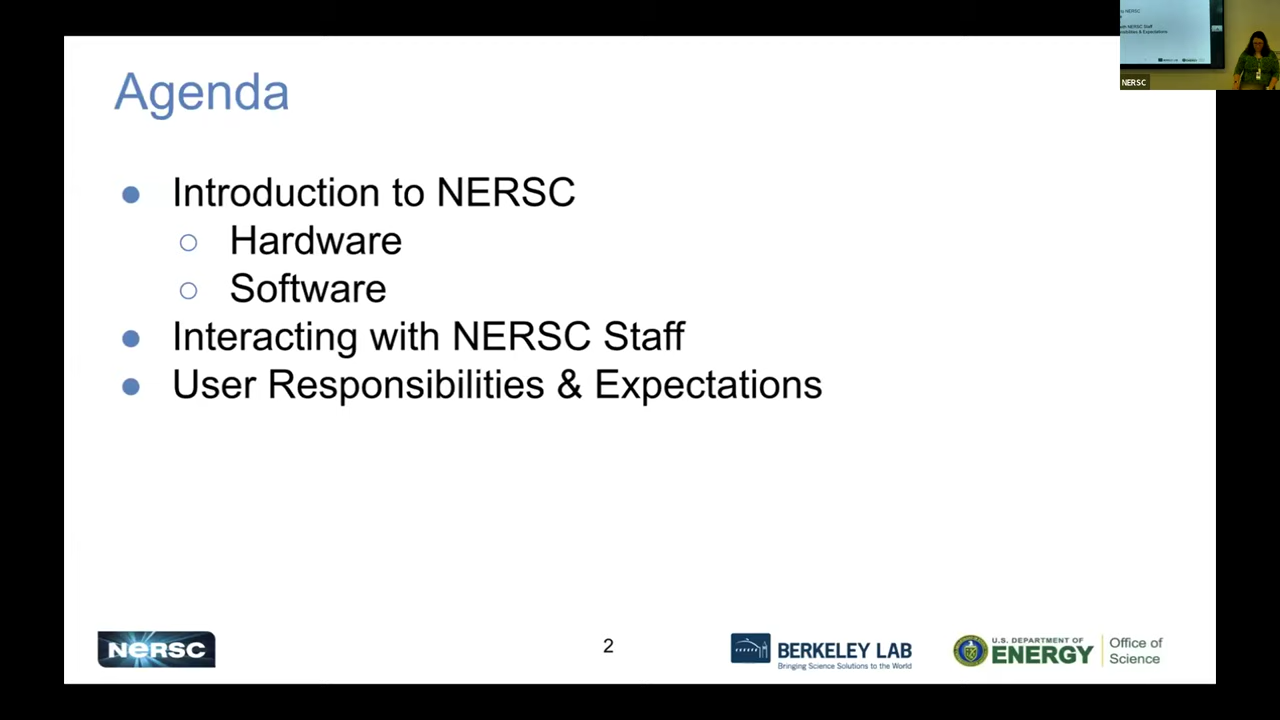 Agenda
● Introduction to NERSC
○ Hardware
○ Software
● Interacting with NERSC Staff
● User Responsibilities & Expectations
NERSC
2
BERKELEY LAB
Bringing Science Solutions to the World
U.S. DEPARTMENT OF
ENERGY
Office of
Science
NERSC